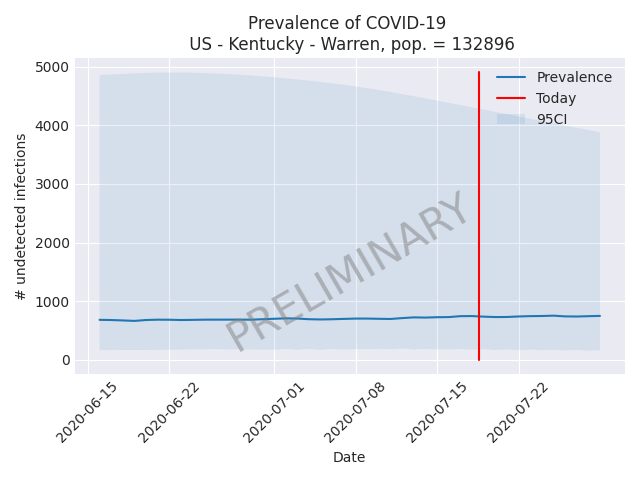 Prevalence of COVID-19
US - Kentucky - Warren, pop. = 132896
Prevalence
Today
95CI
5000
4000
3000
2000
1000
0
# undetected infections
PRELIMINARY
2020-06-15
2020-06-22
2020-07-01
2020-07-08
2020-07-15
2020-07-22
Date